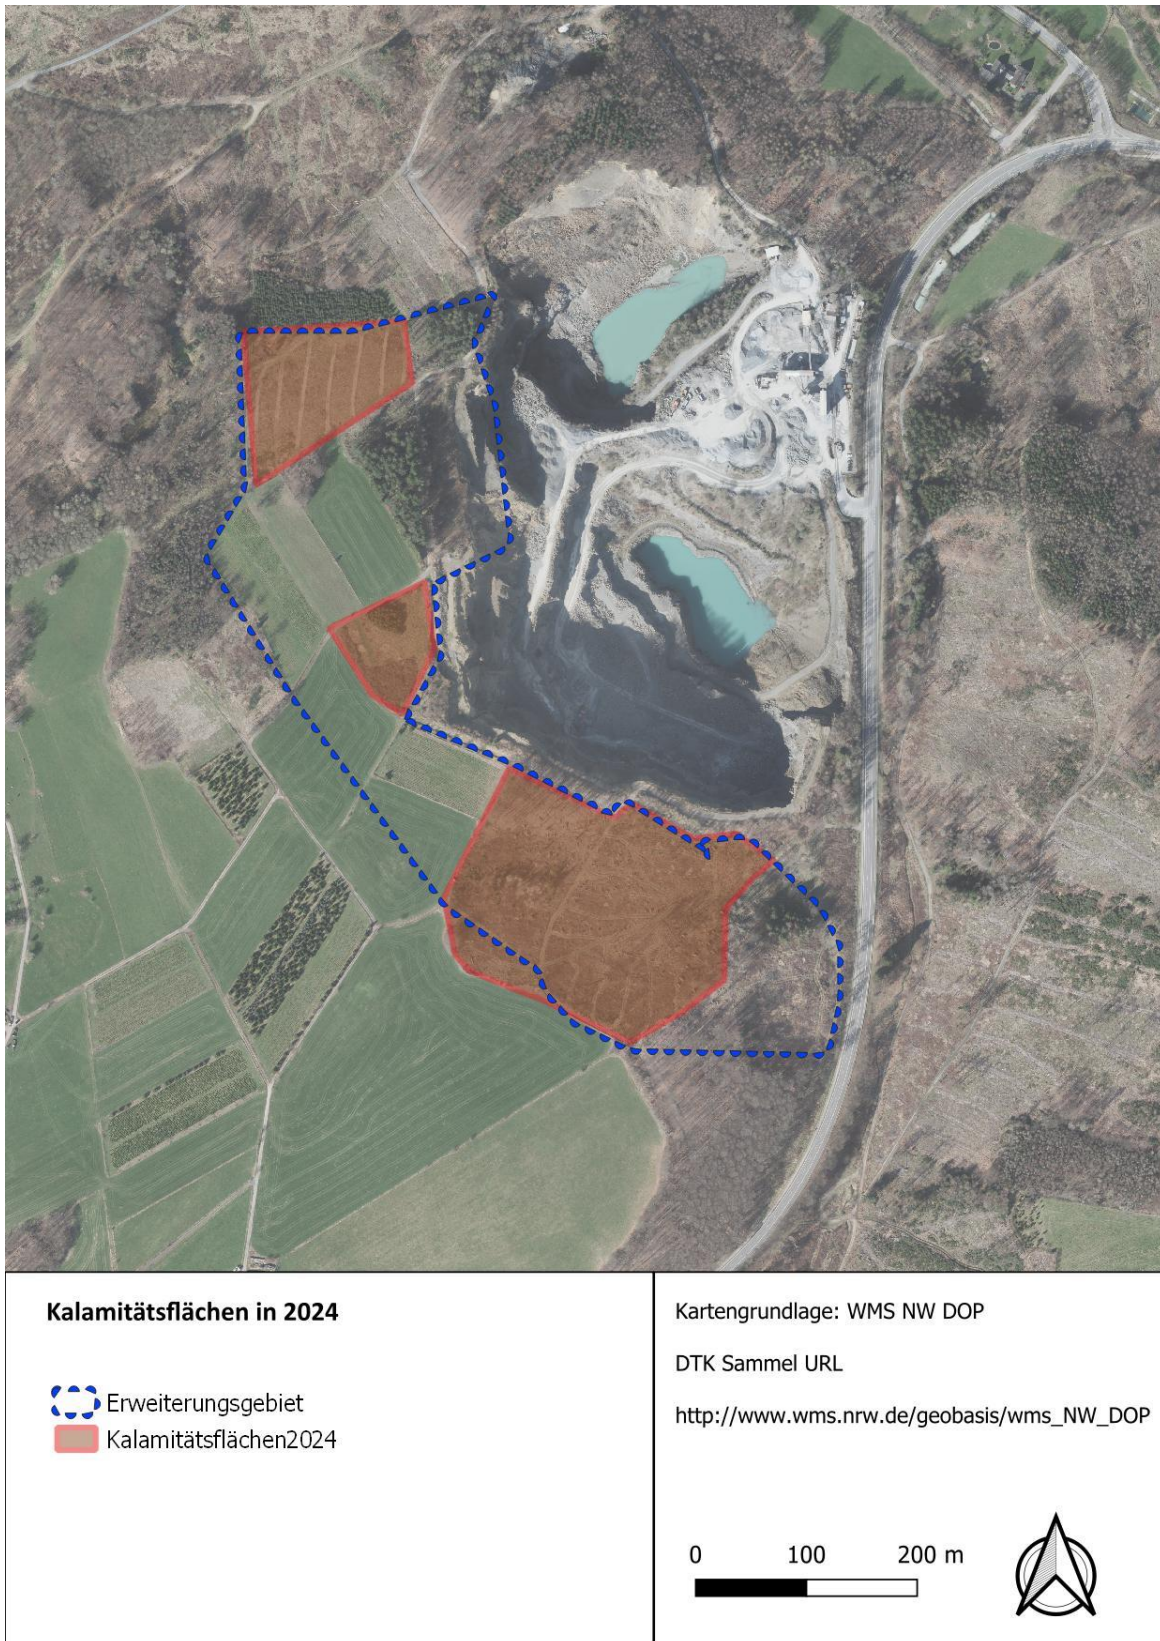 Kalamitätsflächen in 2024
Erweiterungsgebiet
Kalamitätsflächen2024
Kartengrundlage: WMS NW DOP
DTK Sammel URL
http://www.wms.nrw.de/geobasis/wms_NW_DOP
0 100 200 m